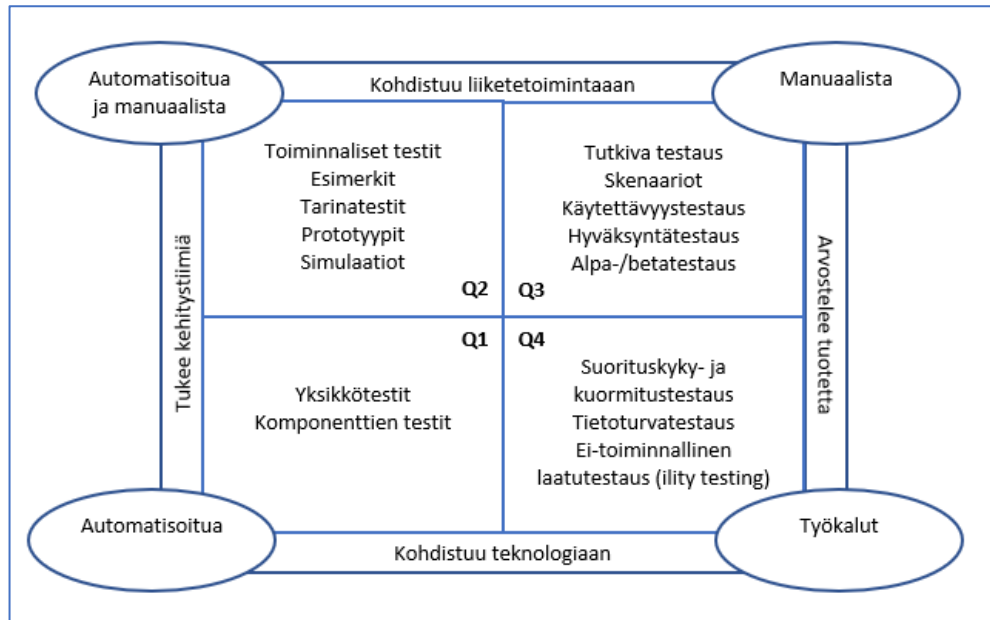 Automatisoitua
ja manuaalista
Kohdistuu liiketetoimintaaan
Manuaalista
Tukee kehitystiimiä
Toiminnaliset testit
Esimerkit
Tarinatestit
Prototyypit
Simulaatiot
Q2
Tutkiva testaus
Skenaariot
Käytettävyystestaus
Hyväksyntätestaus
Alpa-/betatestaus
Q3
Arvostelee tuotetta
Q1
Yksikkötestit
Komponenttien testit
Q4
Suorituskyky- ja
kuormitustestaus
Tietoturvatestaus
Ei-toiminnallinen
laatutestaus (ility testing)
Automatisoitua
Kohdistuu teknologiaan
Työkalut